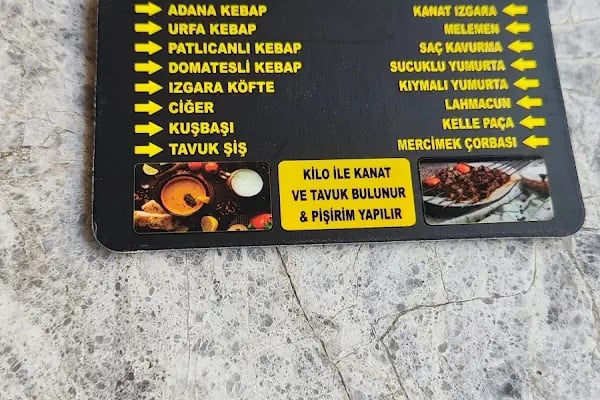 ADANA KEBAP
URFA KEBAP
PATLICANLI KEBAP
DOMATESLİ KEBAP
IZGARA KÖFTE
CİĞER
KUŞBAŞI
TAVUK ŞİŞ
KANAT IZGARA
MELEMEN
SAÇ KAVURMA
SUCUKLU YUMURTA
KIYMALI YUMURTA
LAHMACUN
KELLE PAÇA
MERCİMEK ÇORBASI
KİLO İLE KANAT
VE TAVUK BULUNUR
& PİŞİRİM YAPILIR